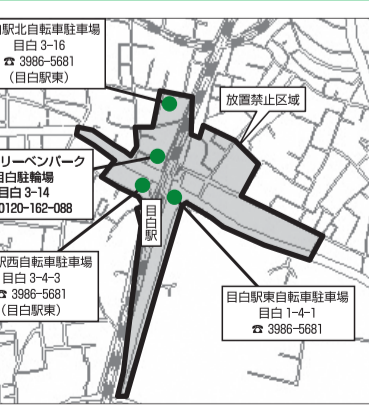 駅北自転車駐車場
目白 3-16
☎ 3986-5681
(目白駅東)
放置禁止区域
リーベンパーク
目白駐輪場
目白 3-14
0120-162-088
目白駅
駅西自転車駐車場
目白 3-4-3
☎ 3986-5681
(目白駅東)
目白駅東自転車駐車場
目白 1-4-1
☎ 3986-5681